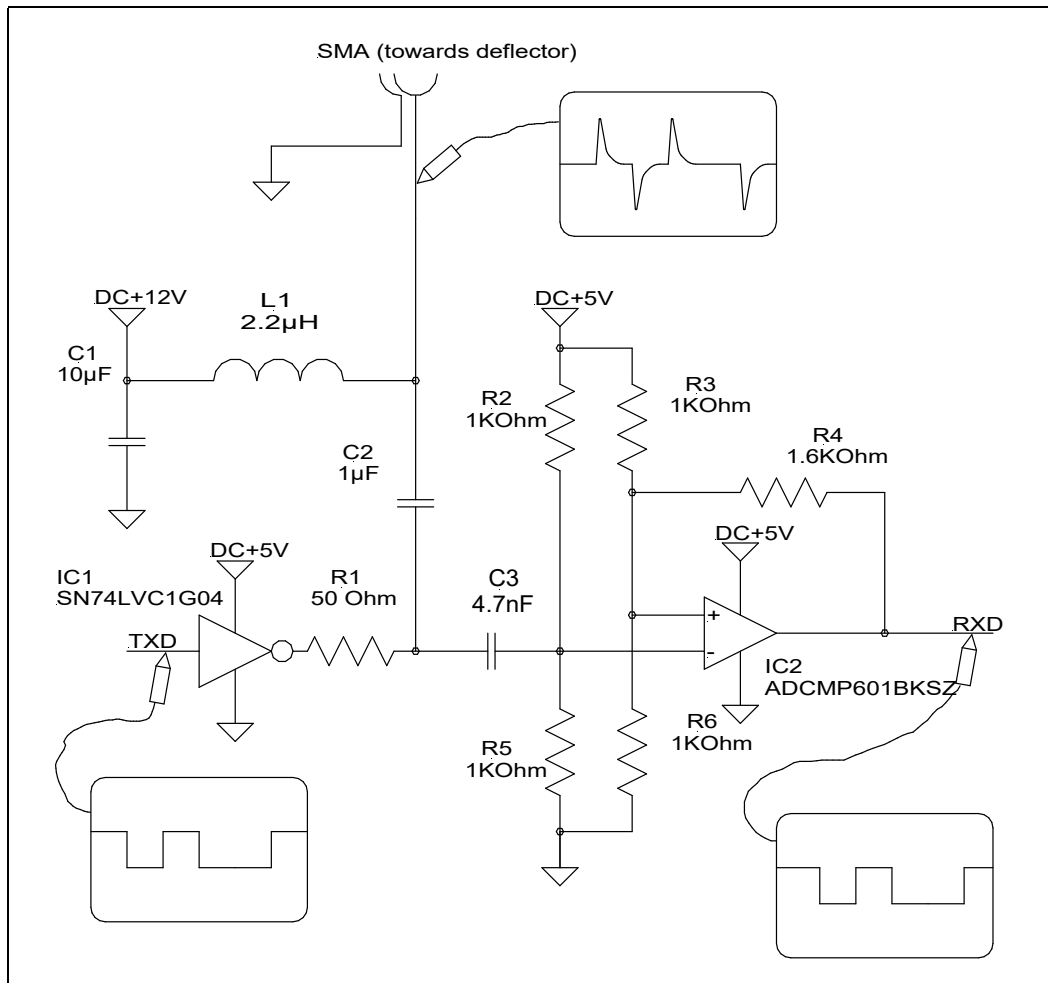 SMA (towards deflector)
DC+12V
L1
2.2µH
DC+5V
C1
10µF
R2
1KOhm
R3
1KOhm
R4
1.6KOhm
C2
1µF
DC+5V
DC+5V
IC1
SN74LVC1G04
R1
50 Ohm
C3
4.7nF
TXD
+
-
RXD
IC2
ADCMP601BKSZ
R5
1KOhm
R6
1KOhm